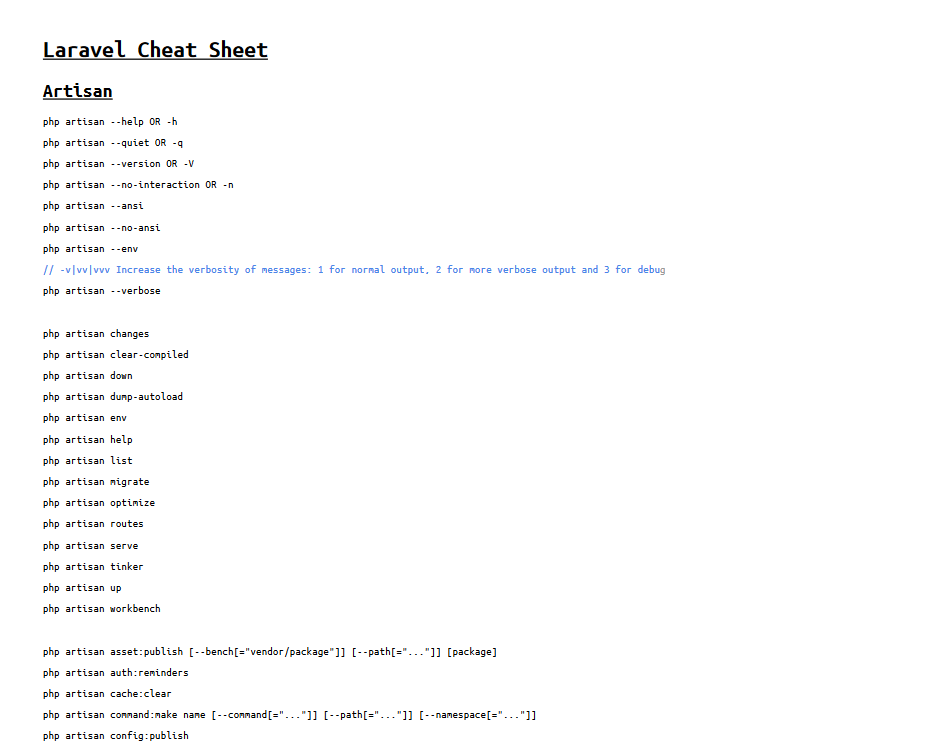 Laravel Cheat Sheet
Artisan
php artisan --help OR -h
php artisan --quiet OR -q
php artisan --version OR -V
php artisan --no-interaction OR -n
php artisan --ansi
php artisan --no-ansi
php artisan --env
// -v|vv|vvv Increase the verbosity of messages: 1 for normal output, 2 for more verbose output and 3 for debug
php artisan --verbose
php artisan changes
php artisan clear-compiled
php artisan down
php artisan dump-autoload
php artisan env
php artisan help
php artisan list
php artisan migrate
php artisan optimize
php artisan routes
php artisan serve
php artisan tinker
php artisan up
php artisan workbench
php artisan asset:publish [--bench[="vendor/package"]] [--path[="..."]] [package]
php artisan auth:reminders
php artisan cache:clear
php artisan command:make name [--command[="..."]] [--path[="..."]] [--namespace[="..."]]
php artisan config:publish